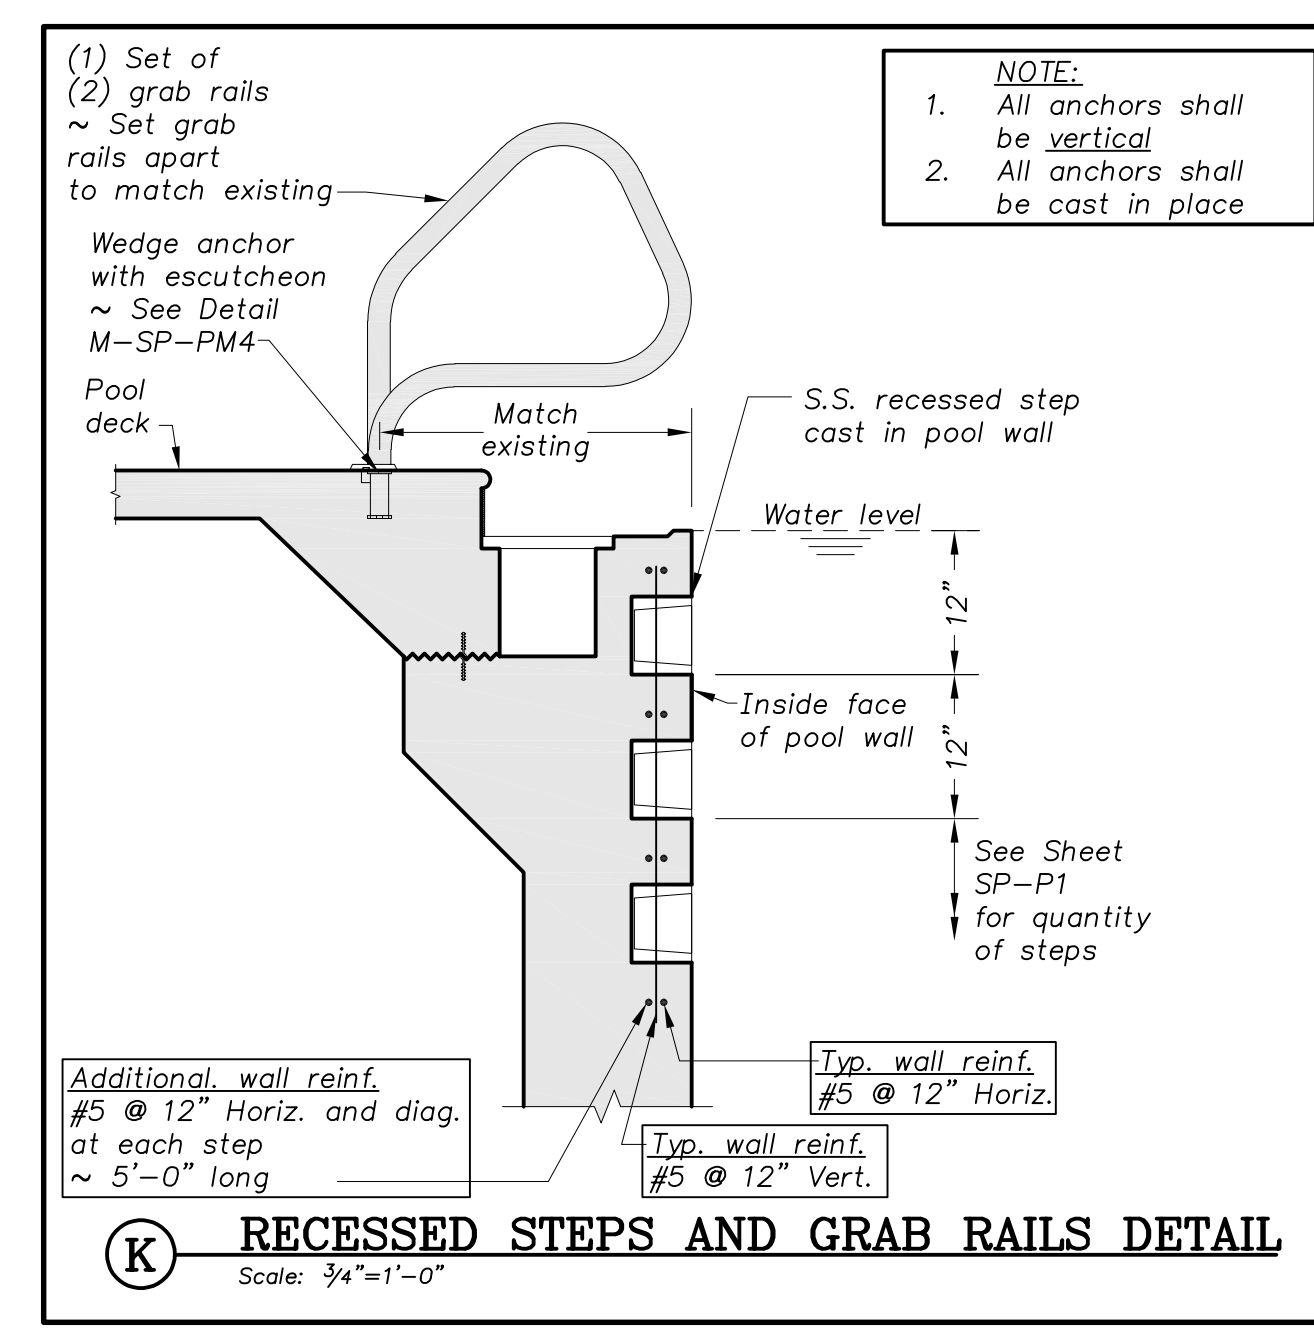 (1) Set of
(2) grab rails
~ Set grab
rails apart
to match existing
NOTE:
1. All anchors shall
be vertical
2. All anchors shall
be cast in place
Wedge anchor
with escutcheon
~ See Detail
M-SP-PM4
Pool
deck
Match
existing
S.S. recessed step
cast in pool wall
Water level
12"
Inside face
of pool wall
12"
See Sheet
SP-P1
for quantity
of steps
Additional. wall reinf.
#5 @ 12" Horiz. and diag.
at each step
~ 5'-0" long
Typ. wall reinf.
#5 @ 12" Horiz.
Typ. wall reinf.
#5 @ 12" Vert.
K
RECESSED STEPS AND GRAB RAILS DETAIL
Scale: 3/4"=1'-0"